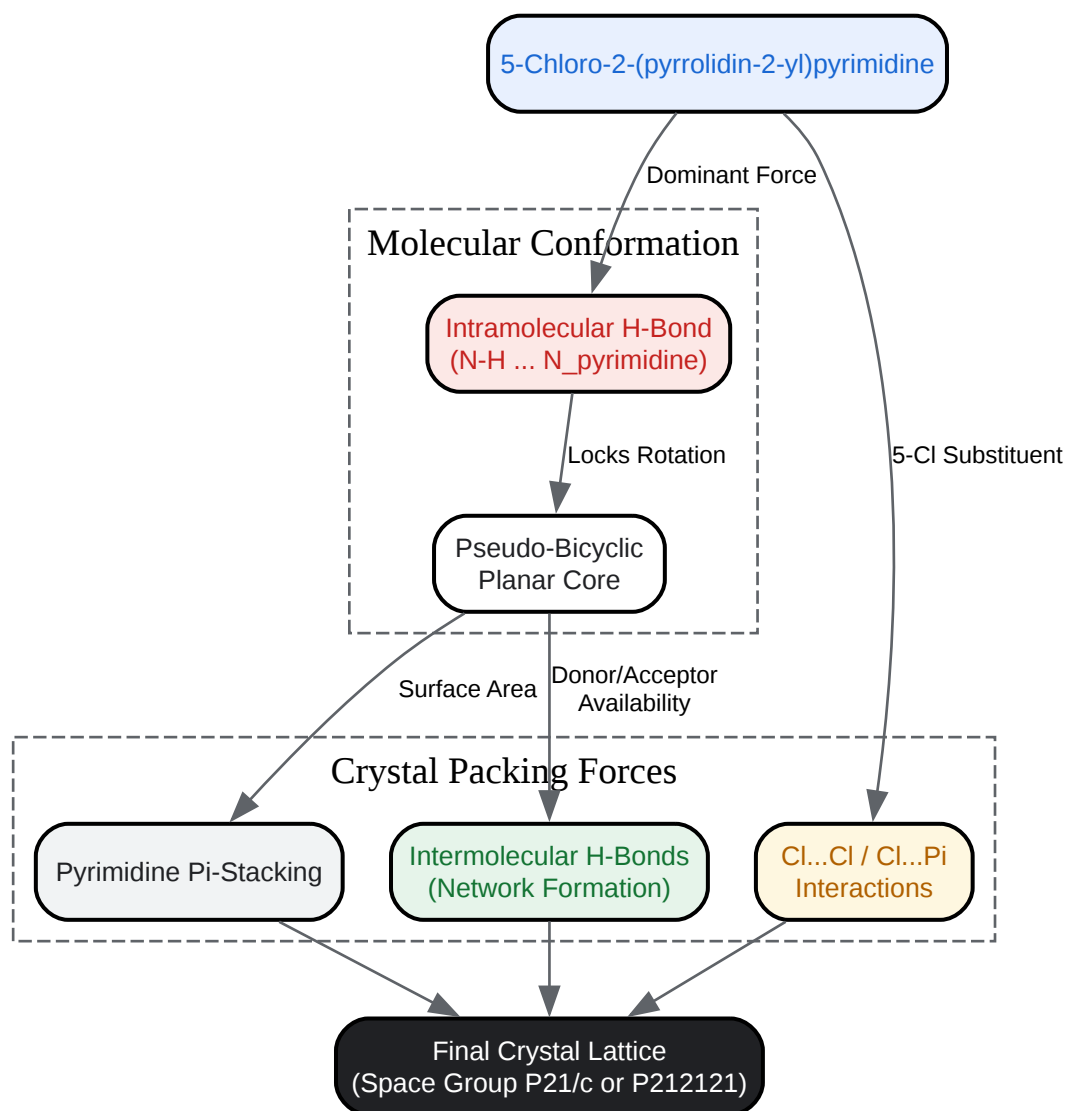 5-Chloro-2-(pyrrolidin-2-yl)pyrimidine
Dominant Force
Molecular Conformation
Intramolecular H-Bond
(N-H ... N_pyrimidine)
Locks Rotation
5-Cl Substituent
Pseudo-Bicyclic
Planar Core
Surface Area
Donor/Acceptor
Availability
Crystal Packing Forces
Pyrimidine Pi-Stacking
Intermolecular H-Bonds
(Network Formation)
Cl...Cl / Cl...Pi
Interactions
Final Crystal Lattice
(Space Group P21/c or P212121)